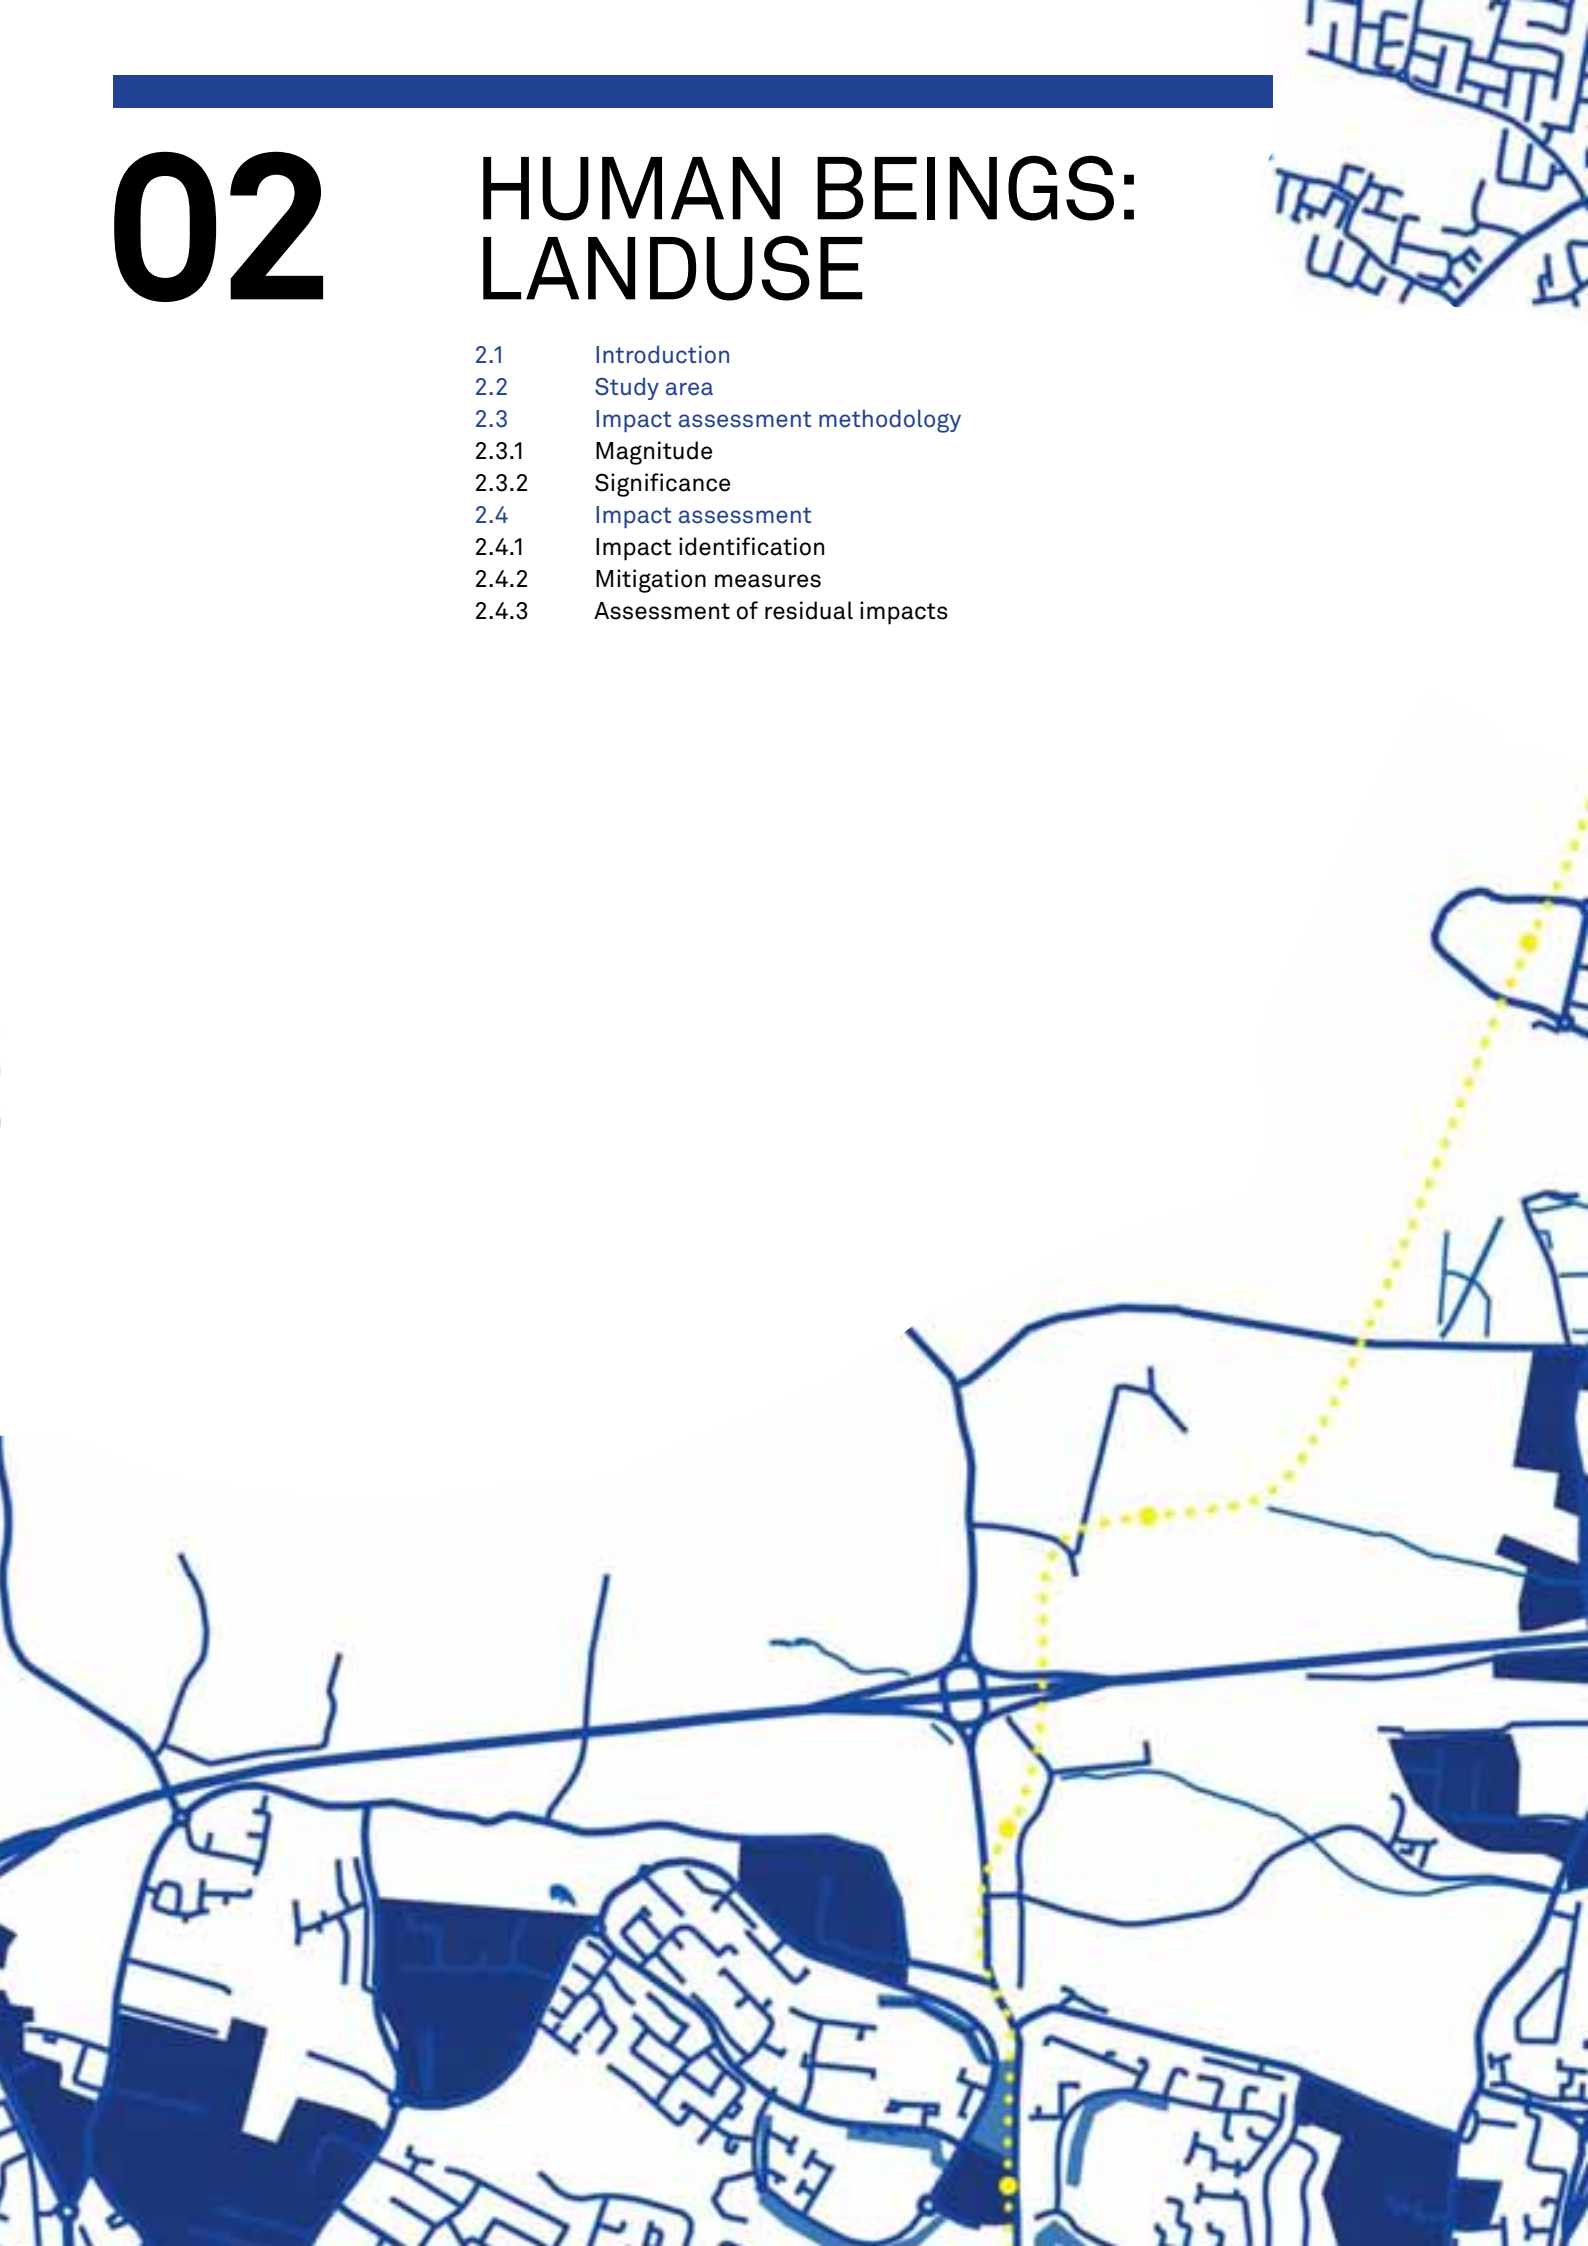 02
HUMAN BEINGS:
LANDUSE
2.1 Introduction
2.2 Study area
2.3 Impact assessment methodology
2.3.1 Magnitude
2.3.2 Significance
2.4 Impact assessment
2.4.1 Impact identification
2.4.2 Mitigation measures
2.4.3 Assessment of residual impacts